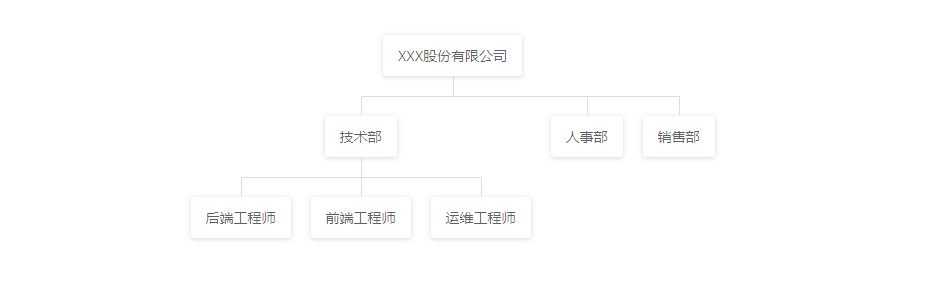 XXX股份有限公司
技术部
人事部
销售部
后端工程师
前端工程师
运维工程师